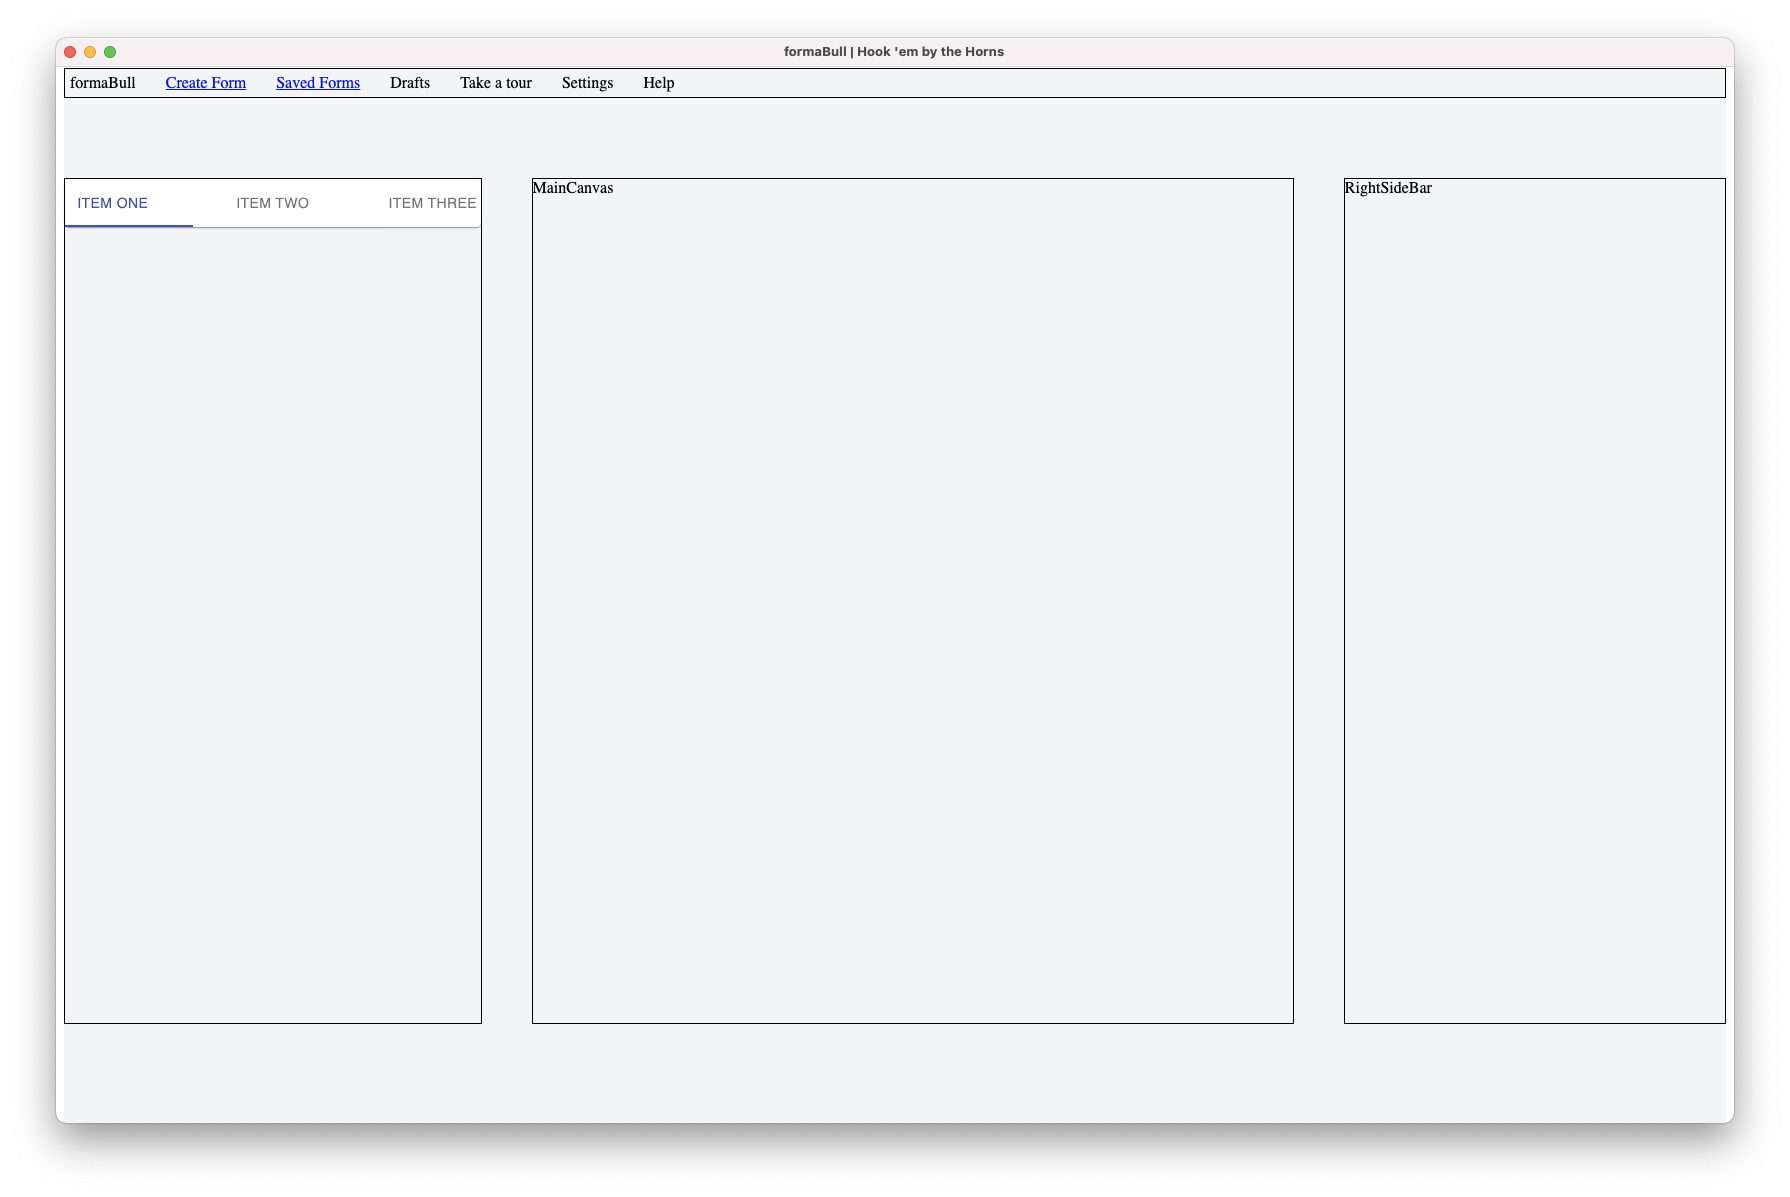 formaBull | Hook 'em by the Horns
formaBull Create Form Saved Forms Drafts Take a tour Settings Help
ITEM ONE ITEM TWO ITEM THREE
MainCanvas
RightSideBar